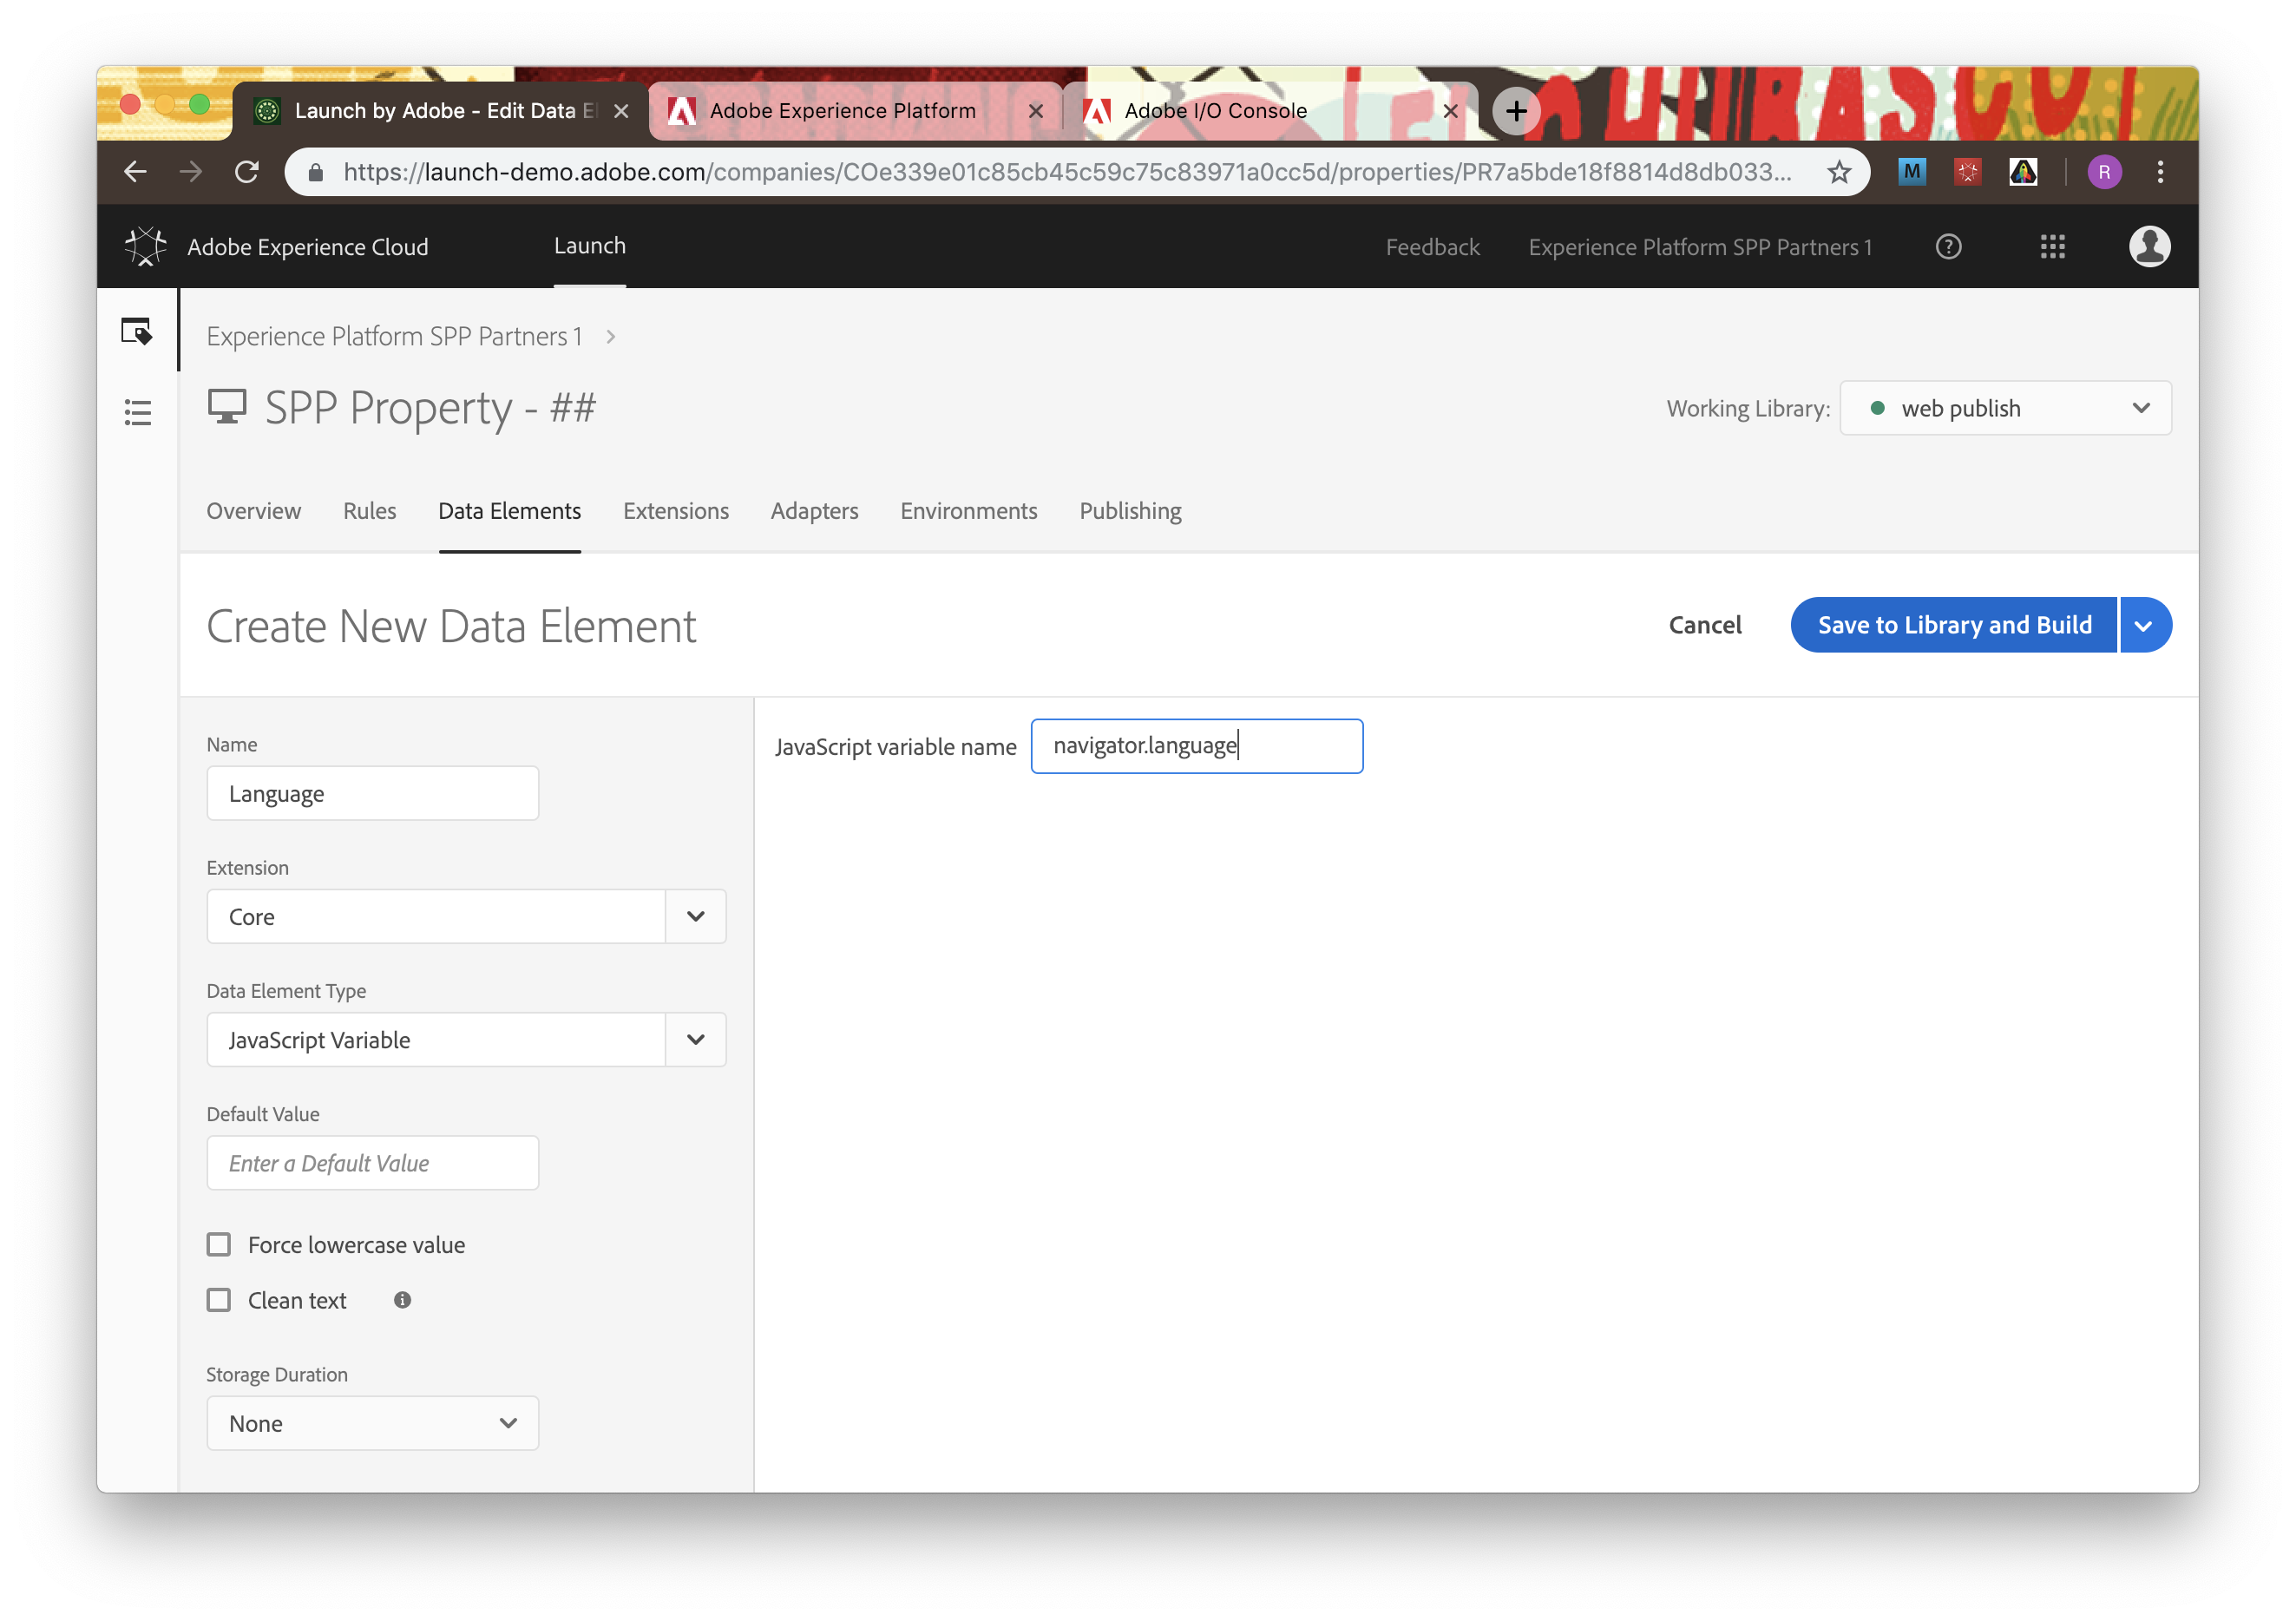 Launch by Adobe - Edit Data El
Adobe Experience Platform
Adobe I/O Console
https://launch-demo.adobe.com/companies/COe339e01c85cb45c59c75c83971a0cc5d/properties/PR7a5bde18f8814d8db033...
M
R
Adobe Experience Cloud
Launch
Feedback
Experience Platform SPP Partners 1
Experience Platform SPP Partners 1
SPP Property - ##
Working Library:
web publish
Overview
Rules
Data Elements
Extensions
Adapters
Environments
Publishing
Create New Data Element
Cancel
Save to Library and Build
Name
Language
JavaScript variable name
navigator.language
Extension
Core
Data Element Type
JavaScript Variable
Default Value
Enter a Default Value
Force lowercase value
Clean text
Storage Duration
None